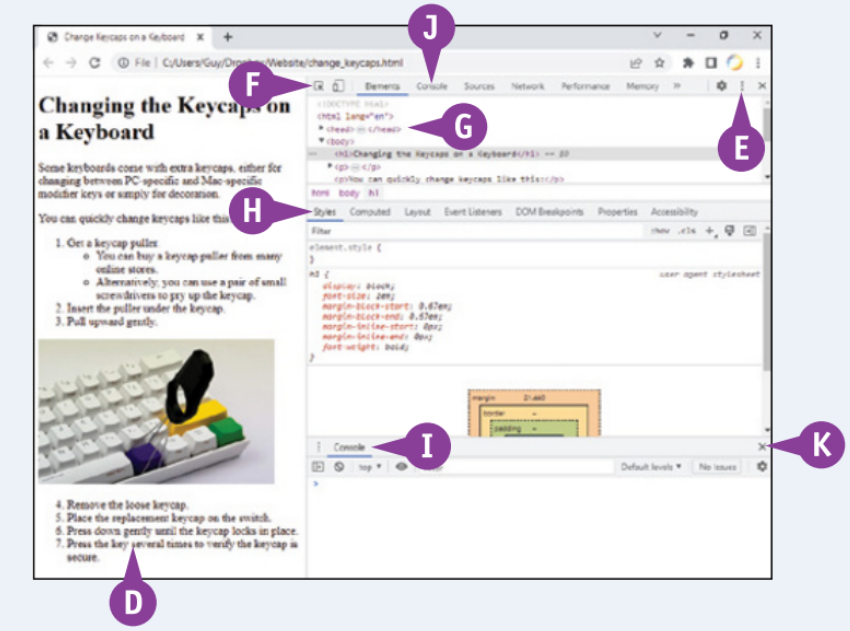 J
Change Keycaps on a Keyboard x +
File | C:/Users/Guy/Dropbox/Website/change_keycaps.html
F
Elements Console Sources Network Performance Memory »
E
Changing the Keycaps on
a Keyboard
<!DOCTYPE html>
<html lang="en">
<head> </head>
G
<body>
<h1>Changing the Keycaps on a Keyboard</h1> == $0
<p> </p>
<p>You can quickly change keycaps like this:</p>
html body h1
Some keyboards come with extra keycaps, either for
changing between PC-specific and Mac-specific
modifier keys or simply for decoration.
You can quickly change keycaps like this
H
Styles Computed Layout Event Listeners DOM Breakpoints Properties Accessibility
Filter :hov .cls +
element.style {
}
h1 { user agent stylesheet
display: block;
font-size: 2em;
margin-block-start: 0.67em;
margin-block-end: 0.67em;
margin-inline-start: 0px;
margin-inline-end: 0px;
font-weight: bold;
}
1. Get a keycap puller
You can buy a keycap puller from many
online stores.
Alternatively, you can use a pair of small
screwdrivers to pry up the keycap.
2. Insert the puller under the keycap.
3. Pull upward gently.
margin 21.440
border -
padding -
I
Console
K
top Default levels No Issues
>
4. Remove the loose keycap.
5. Place the replacement keycap on the switch.
6. Press down gently until the keycap locks in place.
7. Press the key several times to verify the keycap is
secure.
D